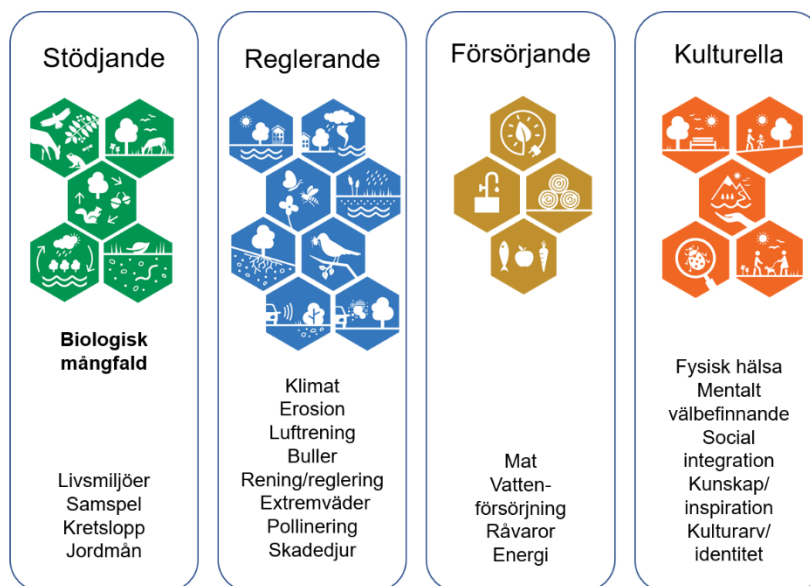 Stödjande
Biologisk
mångfald
Livsmiljöer
Samspel
Kretslopp
Jordmån
Reglerande
Klimat
Erosion
Luftrening
Buller
Rening/reglering
Extremväder
Pollinering
Skadedjur
Försörjande
Mat
Vatten-
försörjning
Råvaror
Energi
Kulturella
Fysisk hälsa
Mentalt
välbefinnande
Social
integration
Kunskap/
inspiration
Kulturarv/
identitet